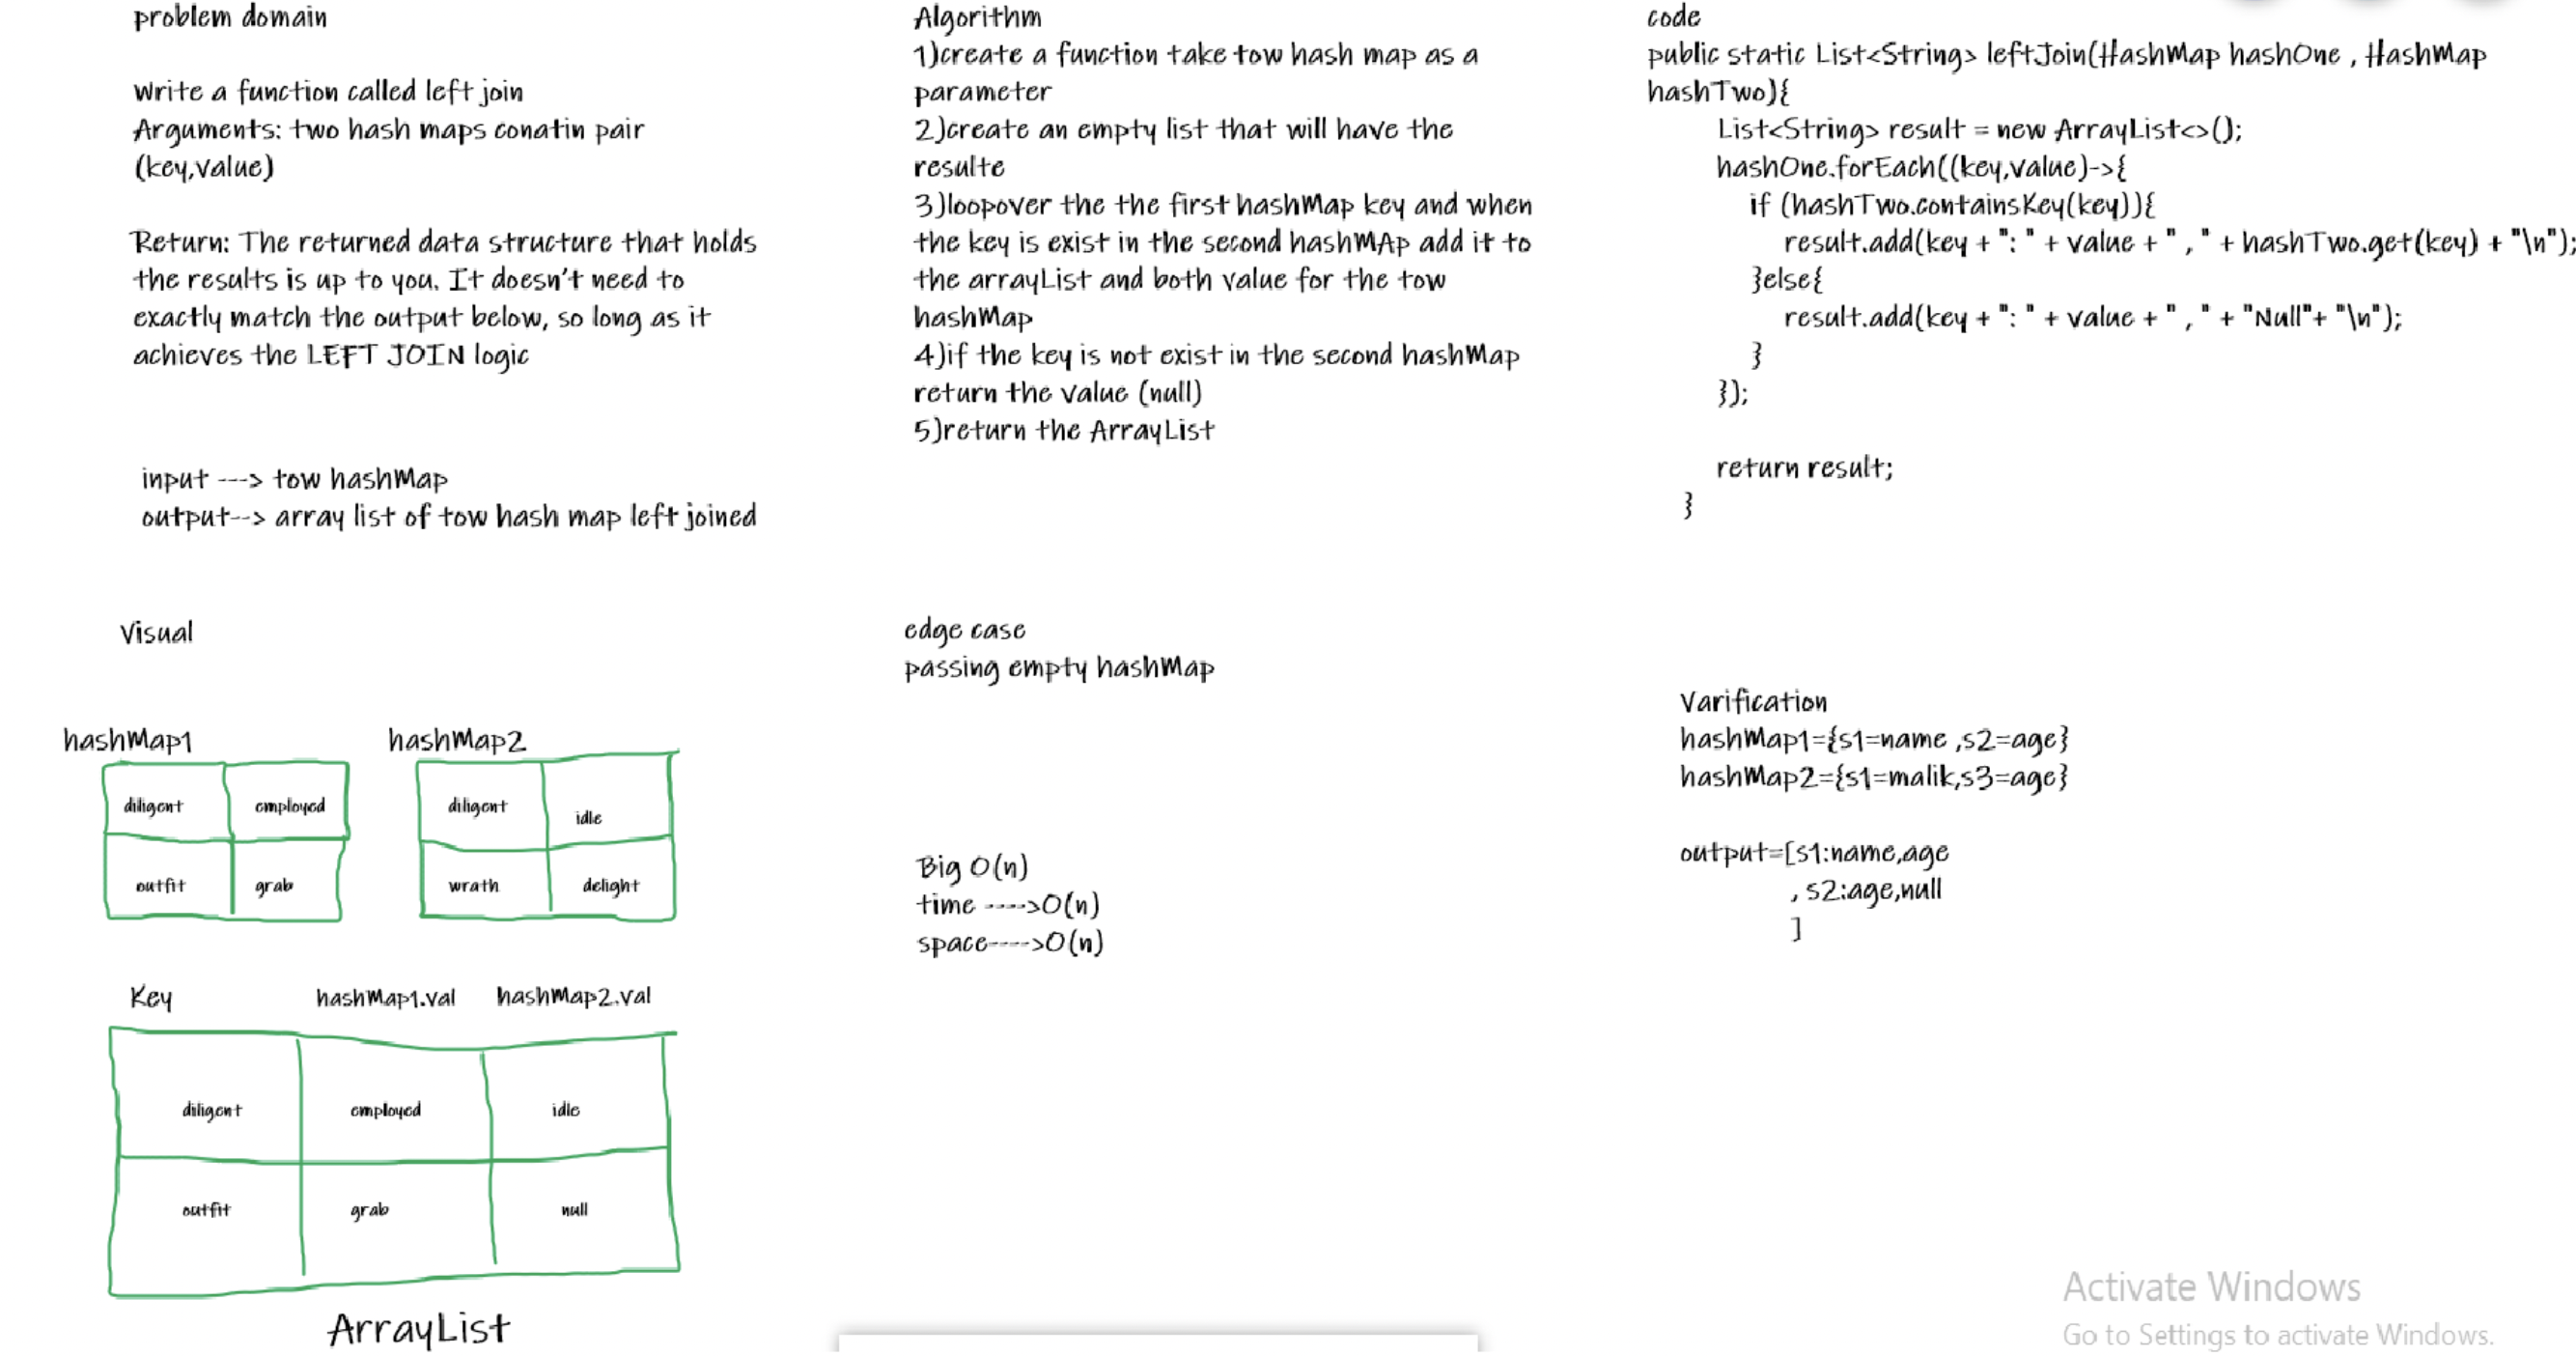 problem domain
Write a function called left join
Arguments: two hash maps conatin pair
(key,value)
Return: The returned data structure that holds
the results is up to you. It doesn't need to
exactly match the output below, so long as it
achieves the LEFT JOIN logic
input ---> tow hashMap
output--> array list of tow hash map left joined
Visual
hashMap1 hashMap2
diligent employed diligent idle
outfit grab wrath delight
Key hashMap1.val hashMap2.val
diligent employed idle
outfit grab null
ArrayList
Algorithm
1)create a function take tow hash map as a
parameter
2)create an empty list that will have the
resulte
3)loopover the the first hashMap key and when
the key is exist in the second hashMAp add it to
the arrayList and both value for the tow
hashMap
4)if the key is not exist in the second hashMap
return the value (null)
5)return the ArrayList
edge case
passing empty hashMap
Big O(n)
time ---->O(n)
space---->O(n)
code
public static List<String> leftJoin(HashMap hashOne , HashMap
hashTwo){
List<String> result = new ArrayList<>();
hashOne.forEach((key,value)->{
if (hashTwo.containsKey(key)){
result.add(key + ": " + value + " , " + hashTwo.get(key) + "\n");
}else{
result.add(key + ": " + value + " , " + "Null"+ "\n");
}
});
return result;
}
Varification
hashMap1={s1=name ,s2=age}
hashMap2={s1=malik,s3=age}
output=[s1:name,age
, s2:age,null
]
Activate Windows
Go to Settings to activate Windows.